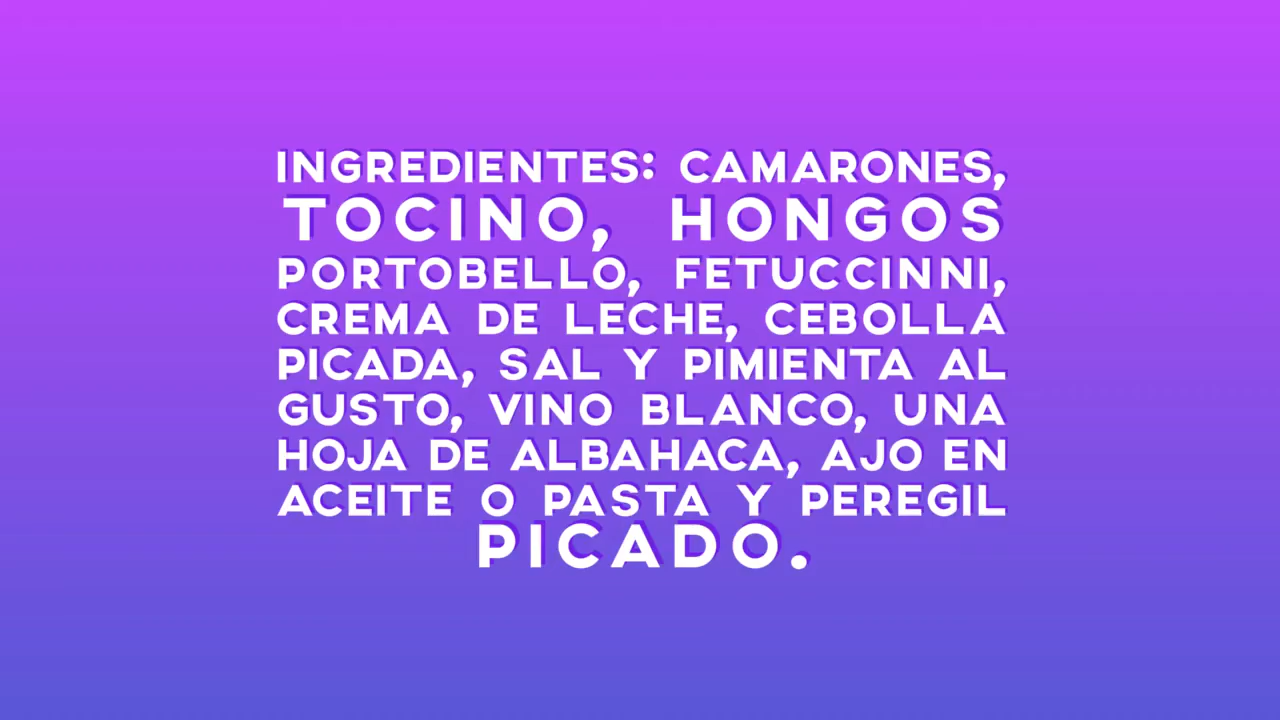 INGREDIENTES: CAMARONES,
TOCINO, HONGOS
PORTOBELLO, FETUCCINNI,
CREMA DE LECHE, CEBOLLA
PICADA, SAL Y PIMIENTA AL
GUSTO, VINO BLANCO, UNA
HOJA DE ALBAHACA, AJO EN
ACEITE O PASTA Y PEREGIL
PICADO.